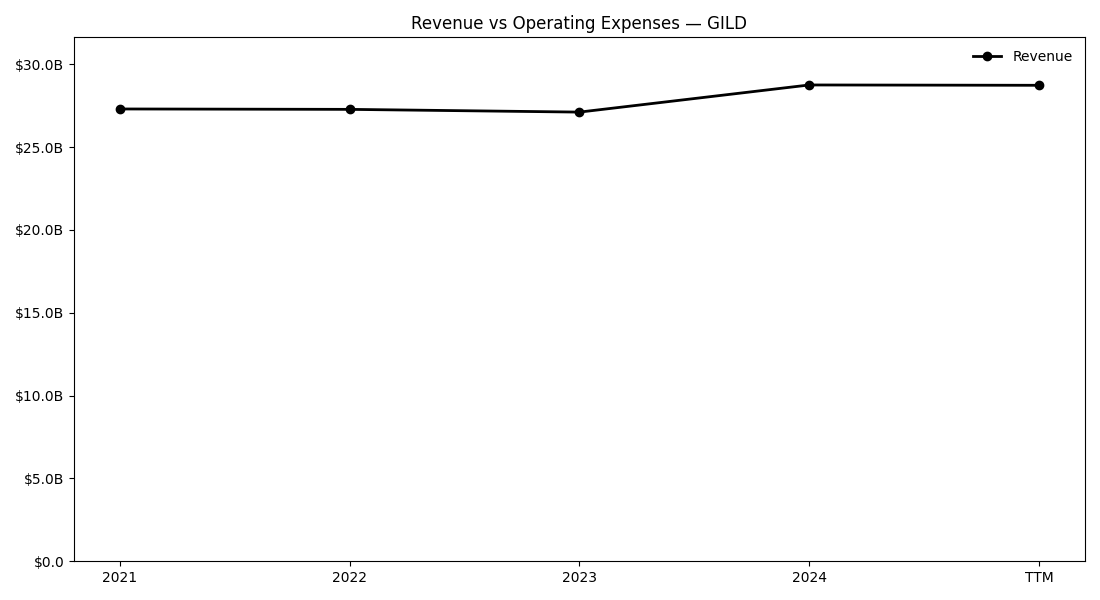 Revenue vs Operating Expenses — GILD
Revenue
$30.0B
$25.0B
$20.0B
$15.0B
$10.0B
$5.0B
$0.0
2021 2022 2023 2024 TTM